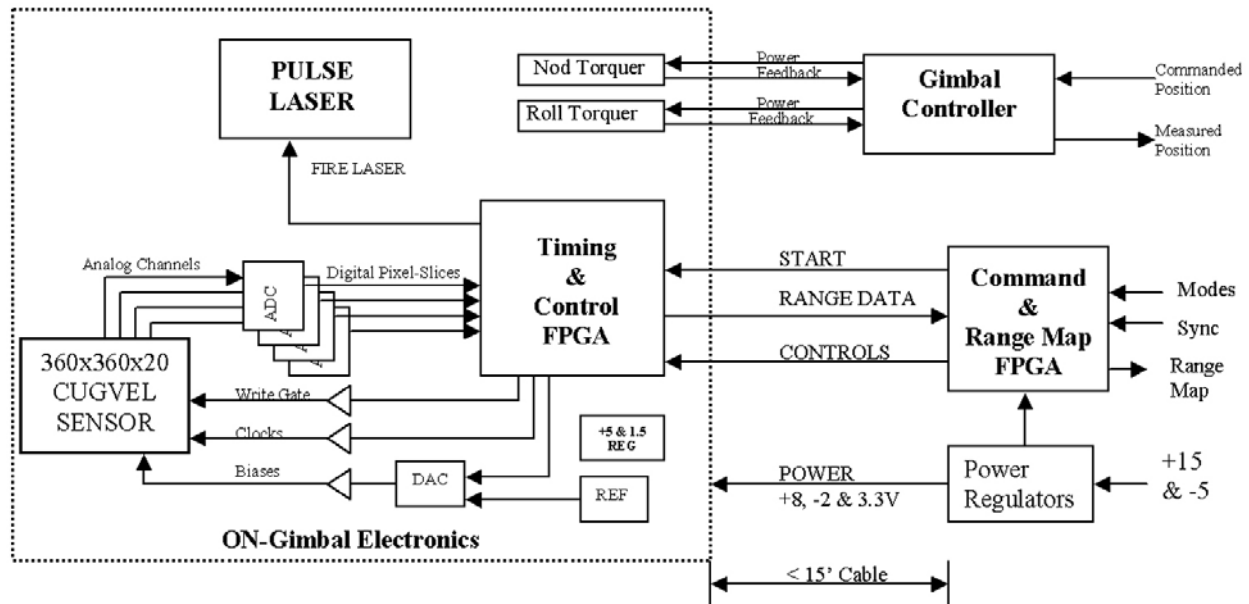 PULSE
LASER
Nod Torquer
Roll Torquer
Power
Feedback
Power
Feedback
Gimbal
Controller
Commanded
Position
Measured
Position
FIRE LASER
Analog Channels
ADC
A
A
A
Digital Pixel-Slices
Timing
&
Control
FPGA
START
RANGE DATA
CONTROLS
Command
&
Range Map
FPGA
Modes
Sync
Range
Map
360x360x20
CUGVEL
SENSOR
Write Gate
Clocks
Biases
DAC
+5 & 1.5
REG
REF
POWER
+8, -2 & 3.3V
Power
Regulators
+15
& -5
ON-Gimbal Electronics
< 15' Cable